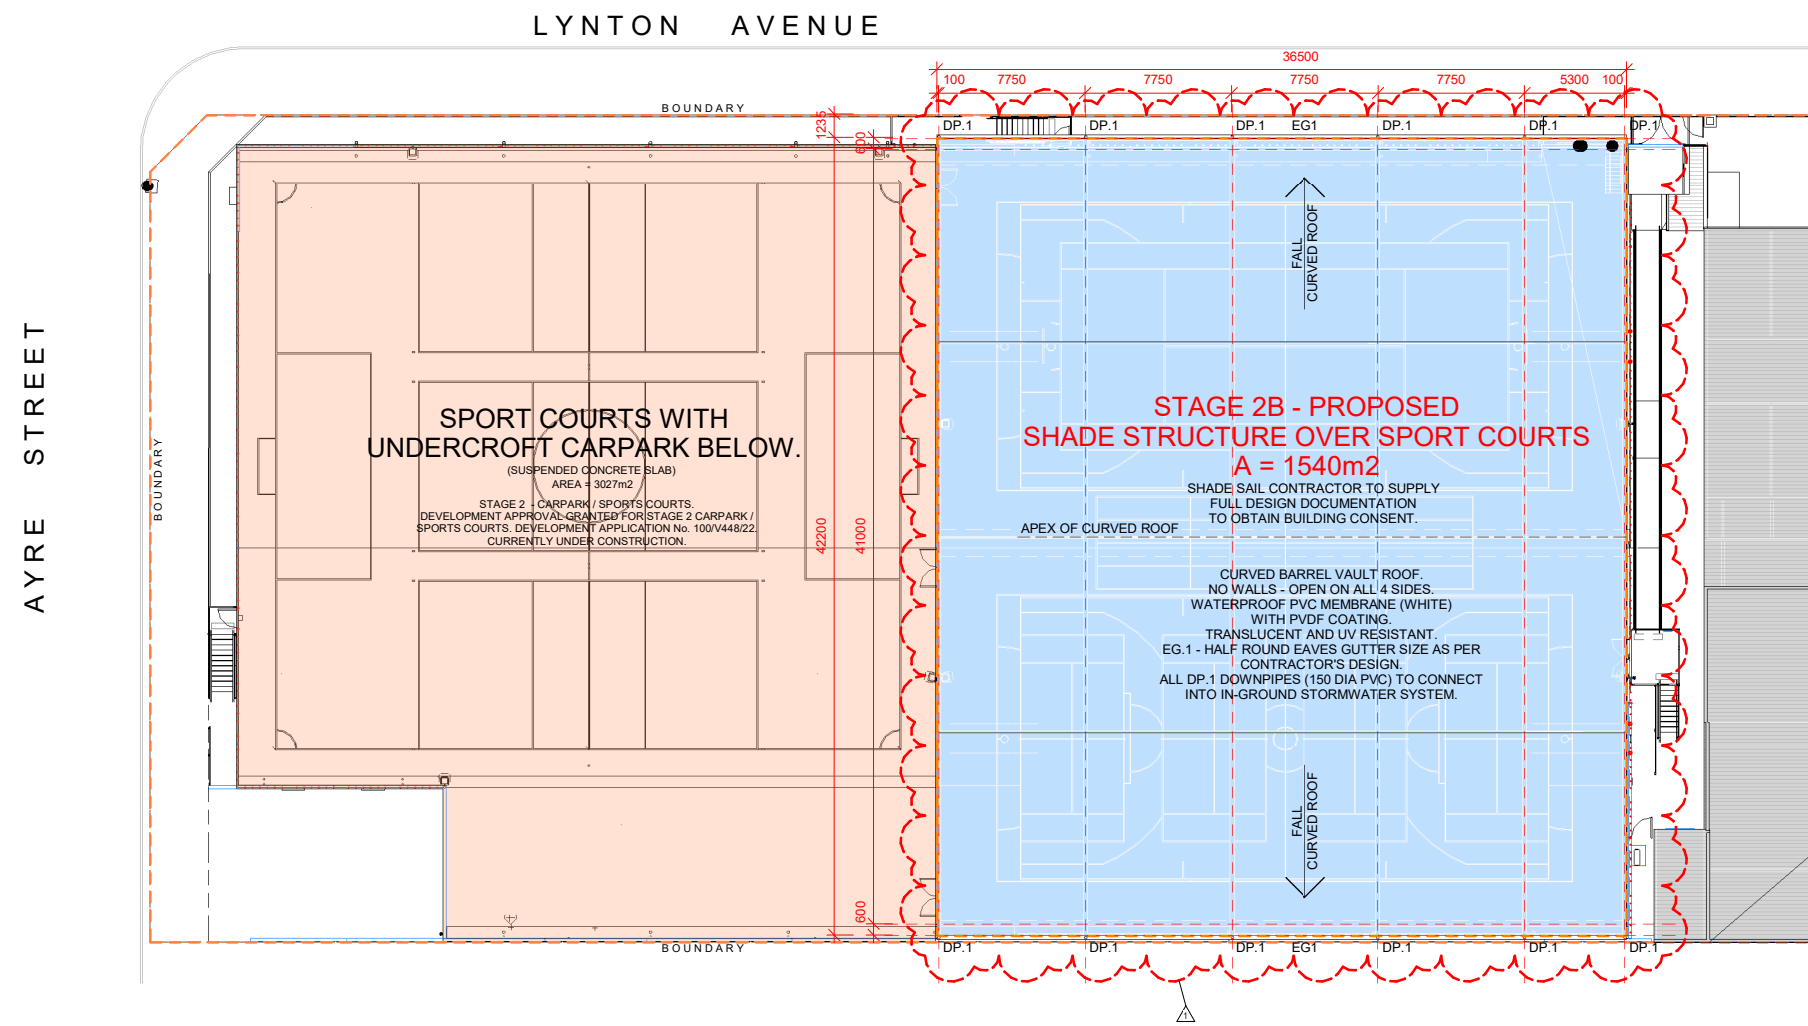 LYNTON AVENUE
36500
100 7750 7750 7750 7750 5300 100
BOUNDARY
1235
600
DP.1 DP.1 DP.1 EG1 DP.1 DP.1 DP.1
FALL
CURVED ROOF
AYRE STREET
BOUNDARY
SPORT COURTS WITH
UNDERCROFT CARPARK BELOW.
(SUSPENDED CONCRETE SLAB)
AREA = 3027m2
STAGE 2 - CARPARK / SPORTS COURTS.
DEVELOPMENT APPROVAL GRANTED FOR STAGE 2 CARPARK /
SPORTS COURTS. DEVELOPMENT APPLICATION No. 100/V448/22.
CURRENTLY UNDER CONSTRUCTION.
42200
41000
STAGE 2B - PROPOSED
SHADE STRUCTURE OVER SPORT COURTS
A = 1540m2
SHADE SAIL CONTRACTOR TO SUPPLY
FULL DESIGN DOCUMENTATION
TO OBTAIN BUILDING CONSENT.
APEX OF CURVED ROOF
CURVED BARREL VAULT ROOF.
NO WALLS - OPEN ON ALL 4 SIDES.
WATERPROOF PVC MEMBRANE (WHITE)
WITH PVDF COATING.
TRANSLUCENT AND UV RESISTANT.
EG.1 - HALF ROUND EAVES GUTTER SIZE AS PER
CONTRACTOR'S DESIGN.
ALL DP.1 DOWNPIPES (150 DIA PVC) TO CONNECT
INTO IN-GROUND STORMWATER SYSTEM.
FALL
CURVED ROOF
600
BOUNDARY
DP.1 DP.1 DP.1 EG1 DP.1 DP.1 DP.1
1